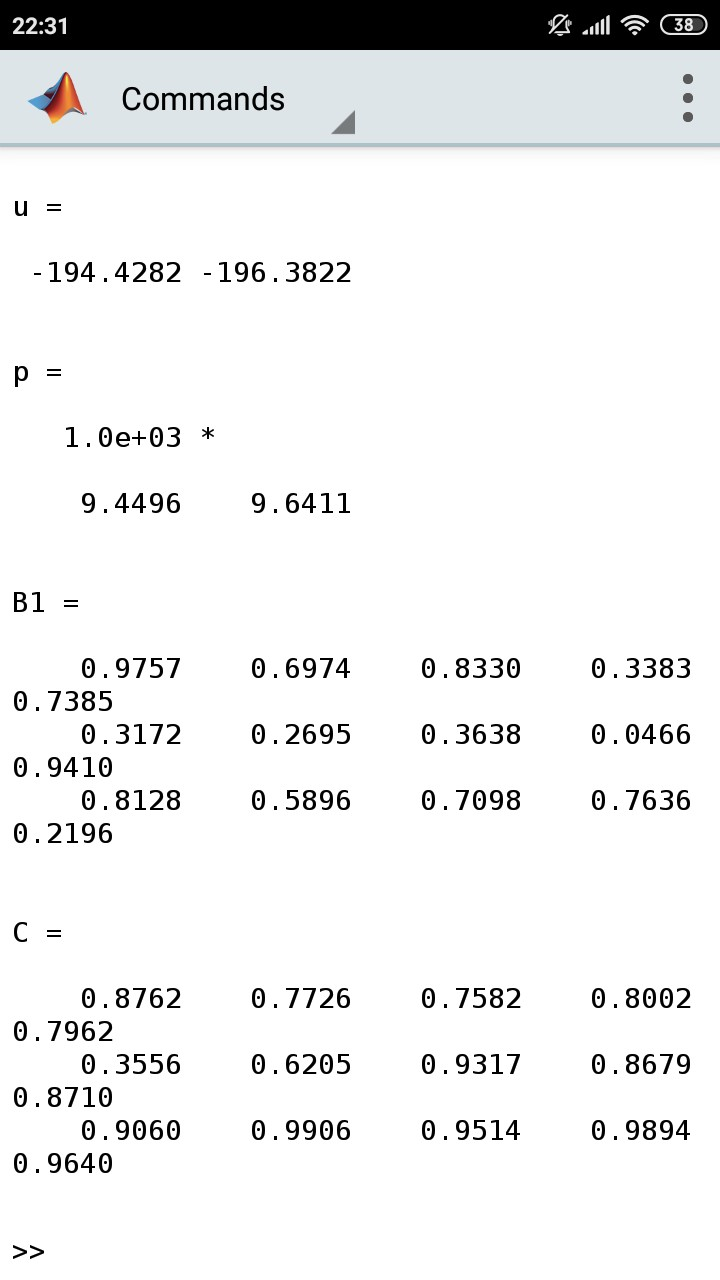 22:31
38
Commands
u =
-194.4282 -196.3822
p =
1.0e+03 *
9.4496 9.6411
B1 =
0.9757 0.6974 0.8330 0.3383
0.7385
0.3172 0.2695 0.3638 0.0466
0.9410
0.8128 0.5896 0.7098 0.7636
0.2196
C =
0.8762 0.7726 0.7582 0.8002
0.7962
0.3556 0.6205 0.9317 0.8679
0.8710
0.9060 0.9906 0.9514 0.9894
0.9640
>>